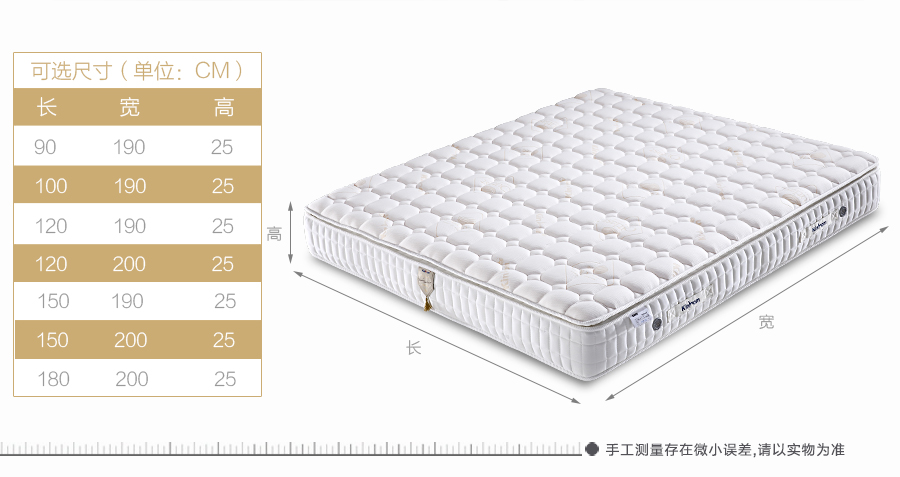 可选尺寸（单位：CM）
长 宽 高
90 190 25
100 190 25
120 190 25
120 200 25
150 190 25
150 200 25
180 200 25
高
长
宽
手工测量存在微小误差,请以实物为准